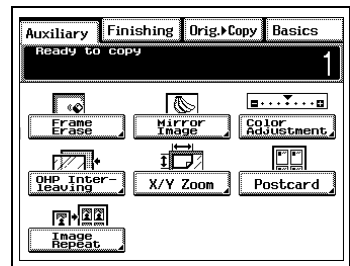 Auxiliary Finishing Orig.▸Copy Basics
Ready to copy
1
Frame
Erase
Mirror
Image
Color
Adjustment
OHP Inter-
leaving
X/Y Zoom
Postcard
Image
Repeat